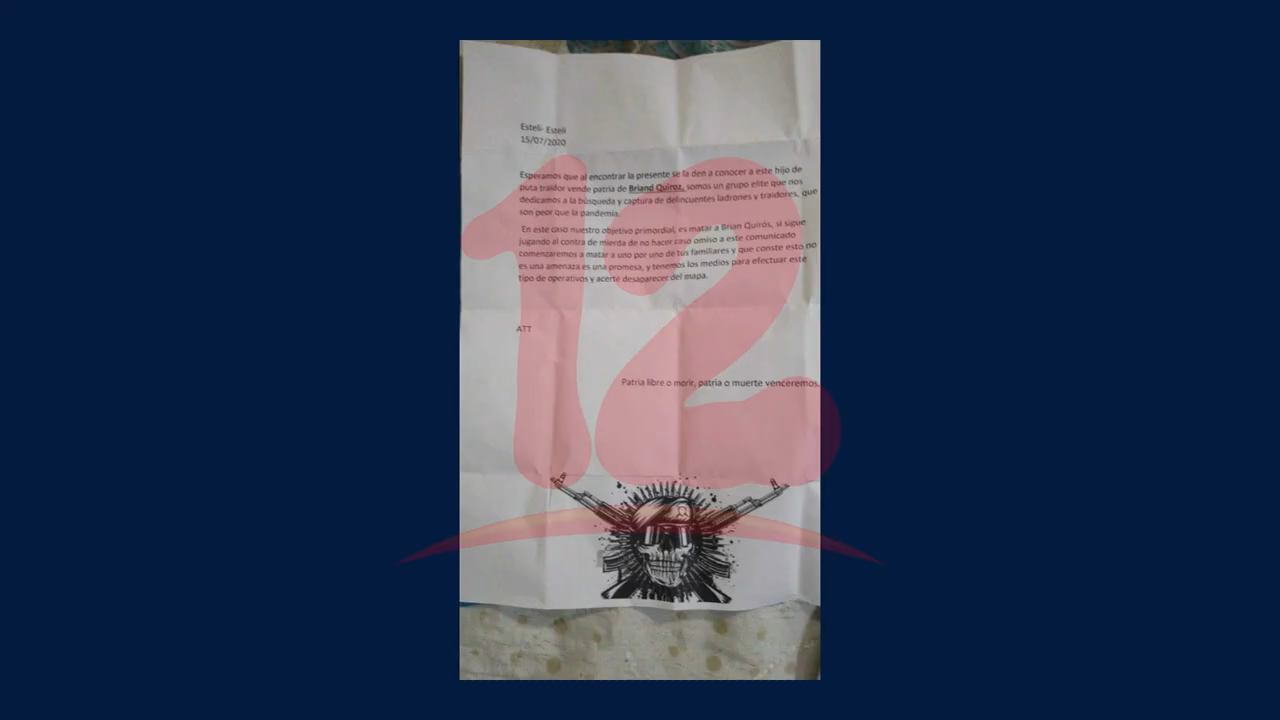 Estelí- Estelí
15/07/2020
Esperamos que al encontrar la presente se la den a conocer a este hijo de
puta traidor vende patria de Briand Quiroz, somos un grupo elite que nos
dedicamos a la búsqueda y captura de delincuentes ladrones y traidores, que
son peor que la pandemia.
En este caso nuestro objetivo primordial, es matar a Brian Quirós, si sigue
jugando al contra de mierda de no hacer caso omiso a este comunicado
comenzaremos a matar a uno por uno de tus familiares y que conste esto no
es una amenaza es una promesa, y tenemos los medios para efectuar este
tipo de operativos y acerté desaparecer del mapa.
ATT
Patria libre o morir, patria o muerte venceremos.
12